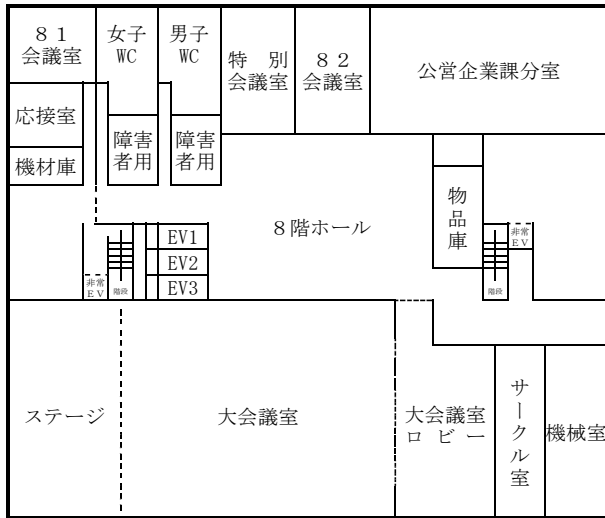 ８１
会議室
女子
WC
男子
WC
特　別
会議室
８２
会議室
公営企業課分室
応接室
機材庫
障害
者用
障害
者用
物品庫
８階ホール
EV1
EV2
EV3
非常
ＥＶ
階段
非常
ＥＶ
階段
ステージ
大会議室
大会議室
ロ　ビ　ー
サークル室
機械室